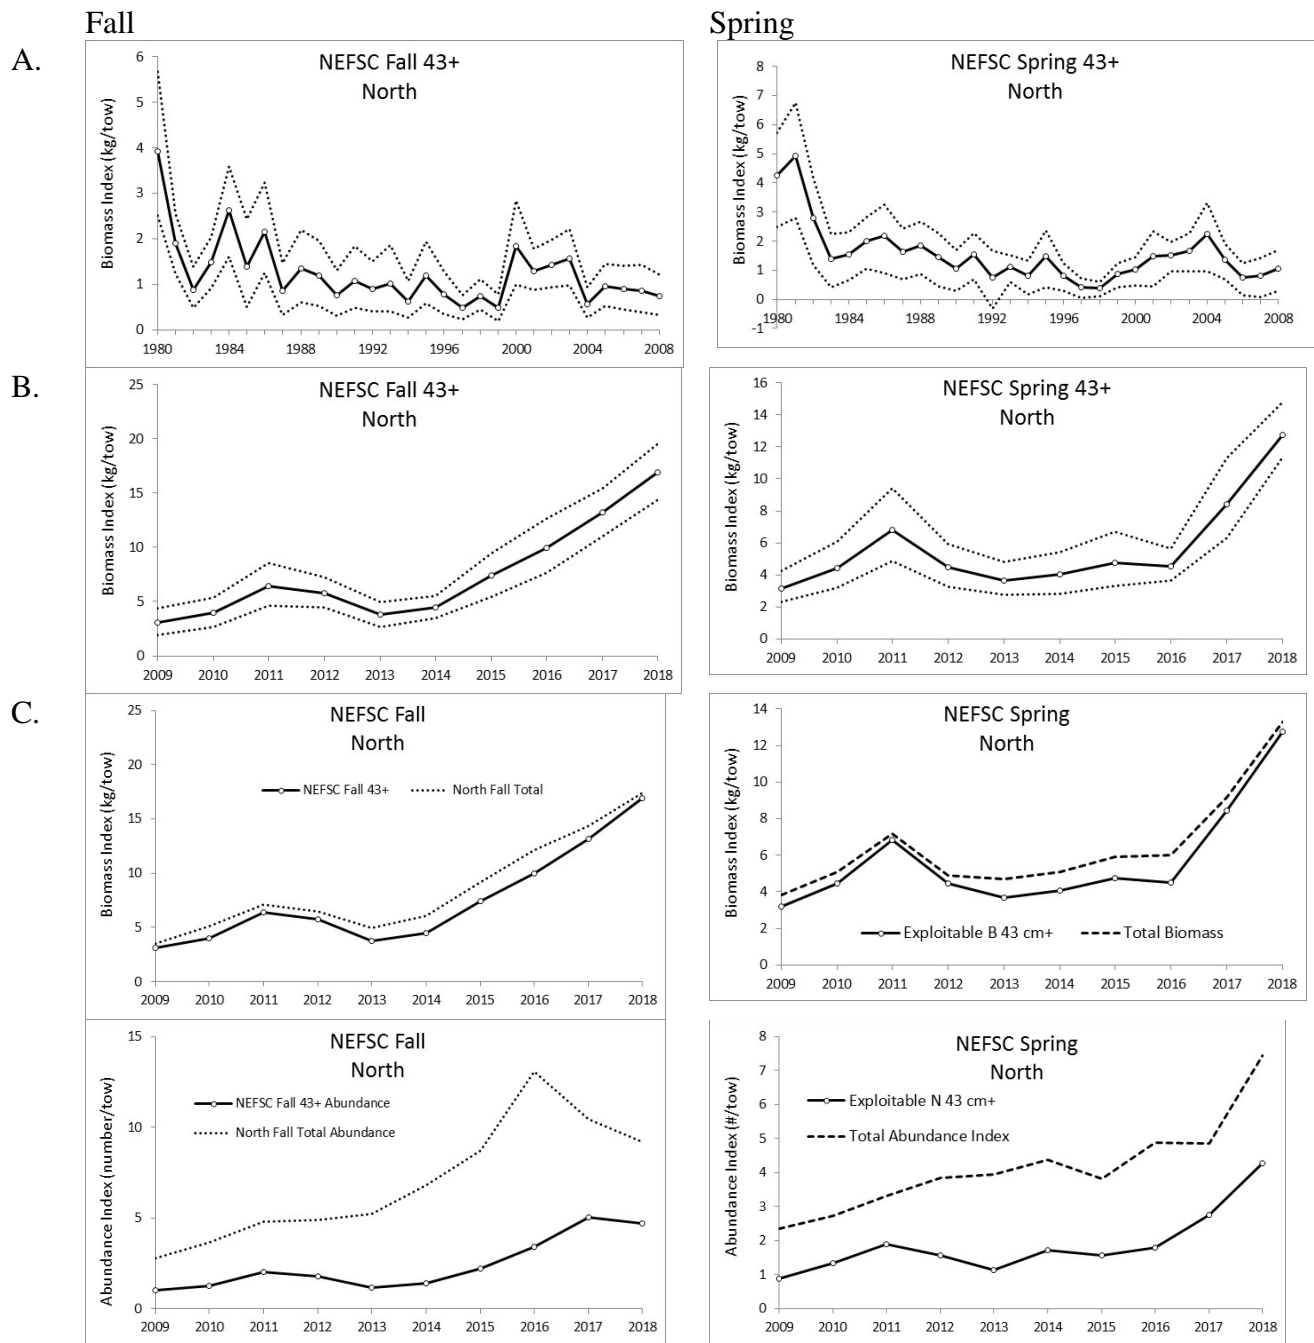 Fall
Spring
A.
NEFSC Fall 43+
North
Biomass Index (kg/tow)
6
5
4
3
2
1
0
1980 1984 1988 1992 1996 2000 2004 2008
NEFSC Spring 43+
North
Biomass Index (kg/tow)
8
7
6
5
4
3
2
1
0
-1
1980 1984 1988 1992 1996 2000 2004 2008
B.
NEFSC Fall 43+
North
Biomass Index (kg/tow)
25
20
15
10
5
0
2009 2010 2011 2012 2013 2014 2015 2016 2017 2018
NEFSC Spring 43+
North
Biomass Index (kg/tow)
16
14
12
10
8
6
4
2
0
2009 2010 2011 2012 2013 2014 2015 2016 2017 2018
C.
NEFSC Fall
North
NEFSC Fall 43+ North Fall Total
Biomass Index (kg/tow)
25
20
15
10
5
0
2009 2010 2011 2012 2013 2014 2015 2016 2017 2018
NEFSC Spring
North
Biomass Index (kg/tow)
14
12
10
8
6
4
2
0
Exploitable B 43 cm+ Total Biomass
2009 2010 2011 2012 2013 2014 2015 2016 2017 2018
NEFSC Fall
North
NEFSC Fall 43+ Abundance
North Fall Total Abundance
Abundance Index (number/tow)
15
10
5
0
2009 2010 2011 2012 2013 2014 2015 2016 2017 2018
NEFSC Spring
North
Exploitable N 43 cm+
Total Abundance Index
Abundance Index (#/tow)
8
7
6
5
4
3
2
1
0
2009 2010 2011 2012 2013 2014 2015 2016 2017 2018